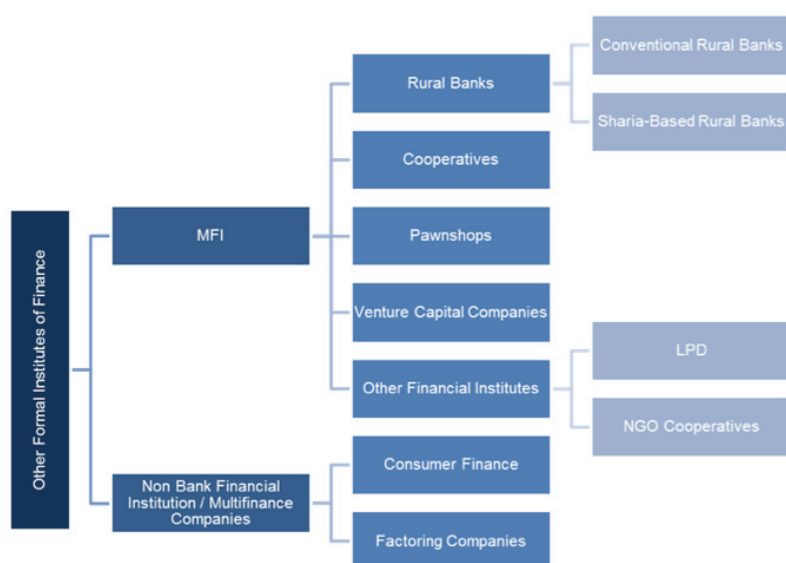 Other Formal Institutes of Finance
MFI
Rural Banks
Conventional Rural Banks
Sharia-Based Rural Banks
Cooperatives
Pawnshops
Venture Capital Companies
Other Financial Institutes
LPD
NGO Cooperatives
Non Bank Financial
Institution / Multifinance
Companies
Consumer Finance
Factoring Companies